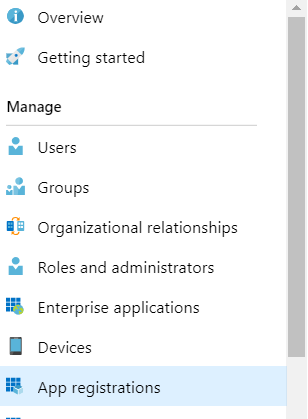 Overview
Getting started
Manage
Users
Groups
Organizational relationships
Roles and administrators
Enterprise applications
Devices
App registrations